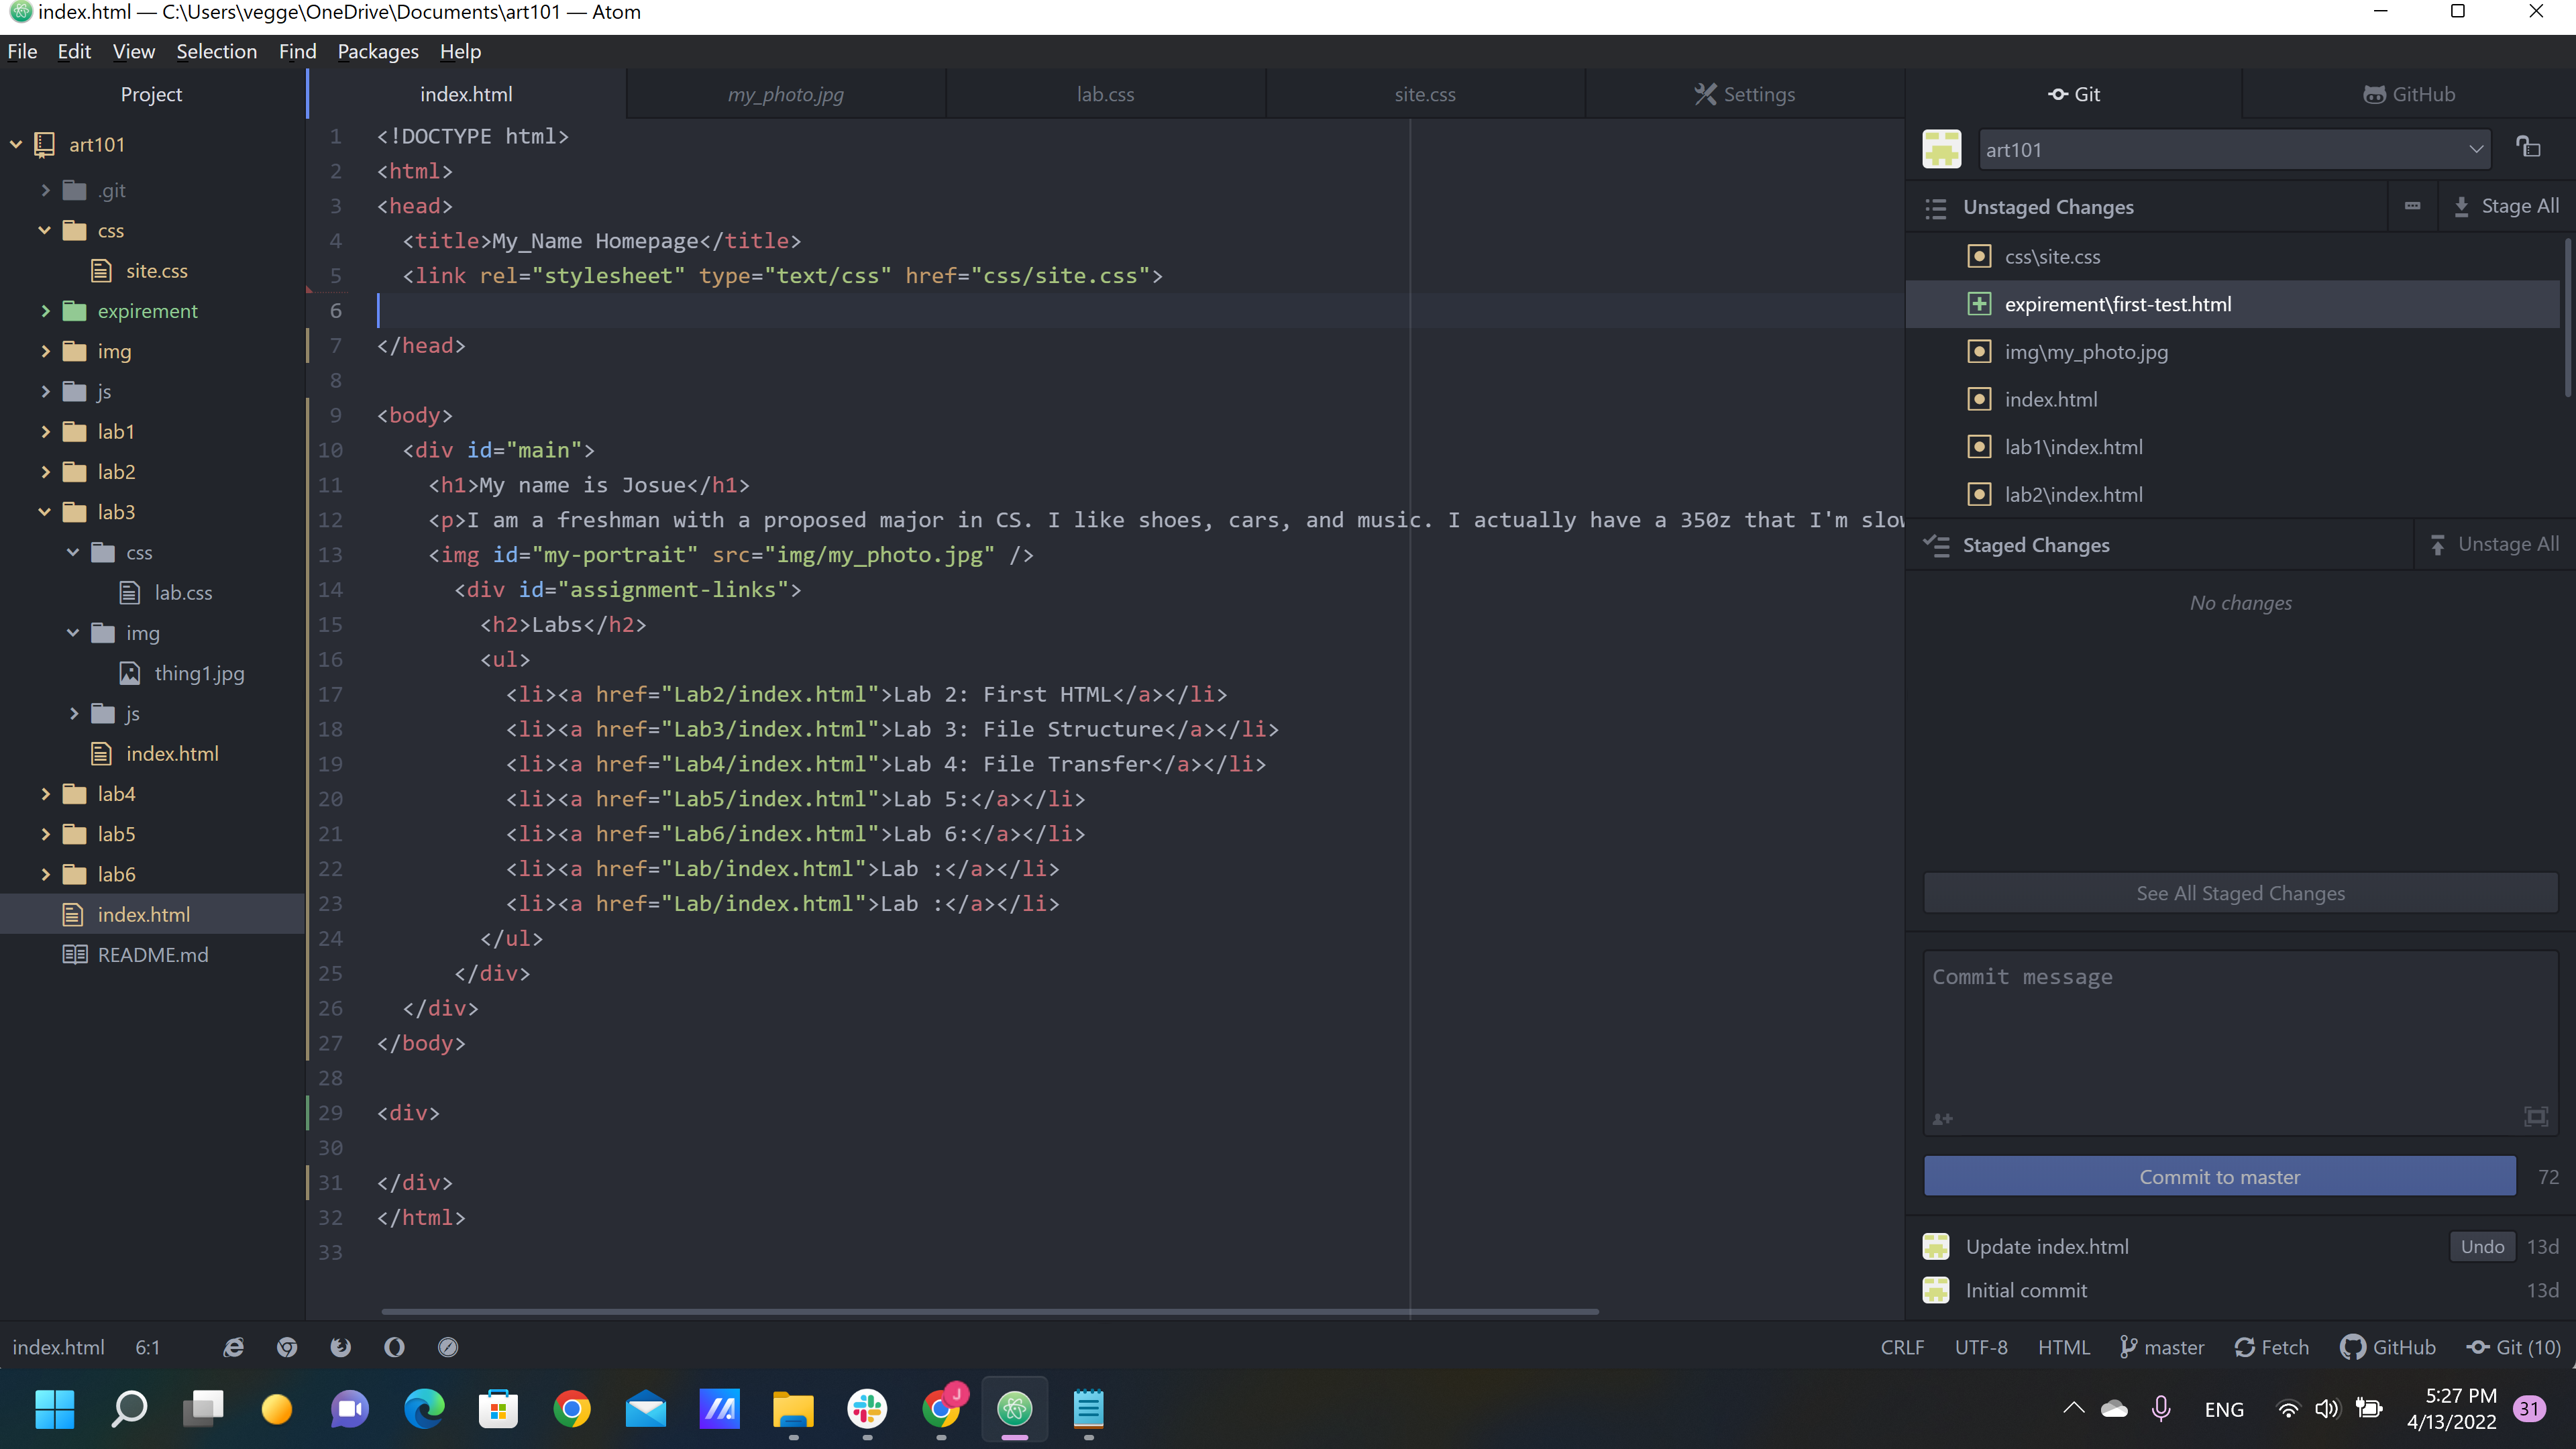 index.html — C:\Users\vegge\OneDrive\Documents\art101 — Atom
File Edit View Selection Find Packages Help
Project
art101
.git
css
site.css
expirement
img
js
lab1
lab2
lab3
css
lab.css
img
thing1.jpg
js
index.html
lab4
lab5
lab6
index.html
README.md
index.html my_photo.jpg lab.css site.css Settings
1 <!DOCTYPE html>
2 <html>
3 <head>
4 <title>My_Name Homepage</title>
5 <link rel="stylesheet" type="text/css" href="css/site.css">
6
7 </head>
8
9 <body>
10 <div id="main">
11 <h1>My name is Josue</h1>
12 <p>I am a freshman with a proposed major in CS. I like shoes, cars, and music. I actually have a 350z that I'm slow
13 <img id="my-portrait" src="img/my_photo.jpg" />
14 <div id="assignment-links">
15 <h2>Labs</h2>
16 <ul>
17 <li><a href="Lab2/index.html">Lab 2: First HTML</a></li>
18 <li><a href="Lab3/index.html">Lab 3: File Structure</a></li>
19 <li><a href="Lab4/index.html">Lab 4: File Transfer</a></li>
20 <li><a href="Lab5/index.html">Lab 5:</a></li>
21 <li><a href="Lab6/index.html">Lab 6:</a></li>
22 <li><a href="Lab/index.html">Lab :</a></li>
23 <li><a href="Lab/index.html">Lab :</a></li>
24 </ul>
25 </div>
26 </div>
27 </body>
28
29 <div>
30
31 </div>
32 </html>
33
Git GitHub
art101
Unstaged Changes Stage All
css\site.css
expirement\first-test.html
img\my_photo.jpg
index.html
lab1\index.html
lab2\index.html
Staged Changes Unstage All
No changes
See All Staged Changes
Commit message
Commit to master 72
Update index.html Undo 13d
Initial commit 13d
index.html 6:1 CRLF UTF-8 HTML master Fetch GitHub Git (10)
J
ENG
5:27 PM
4/13/2022
31